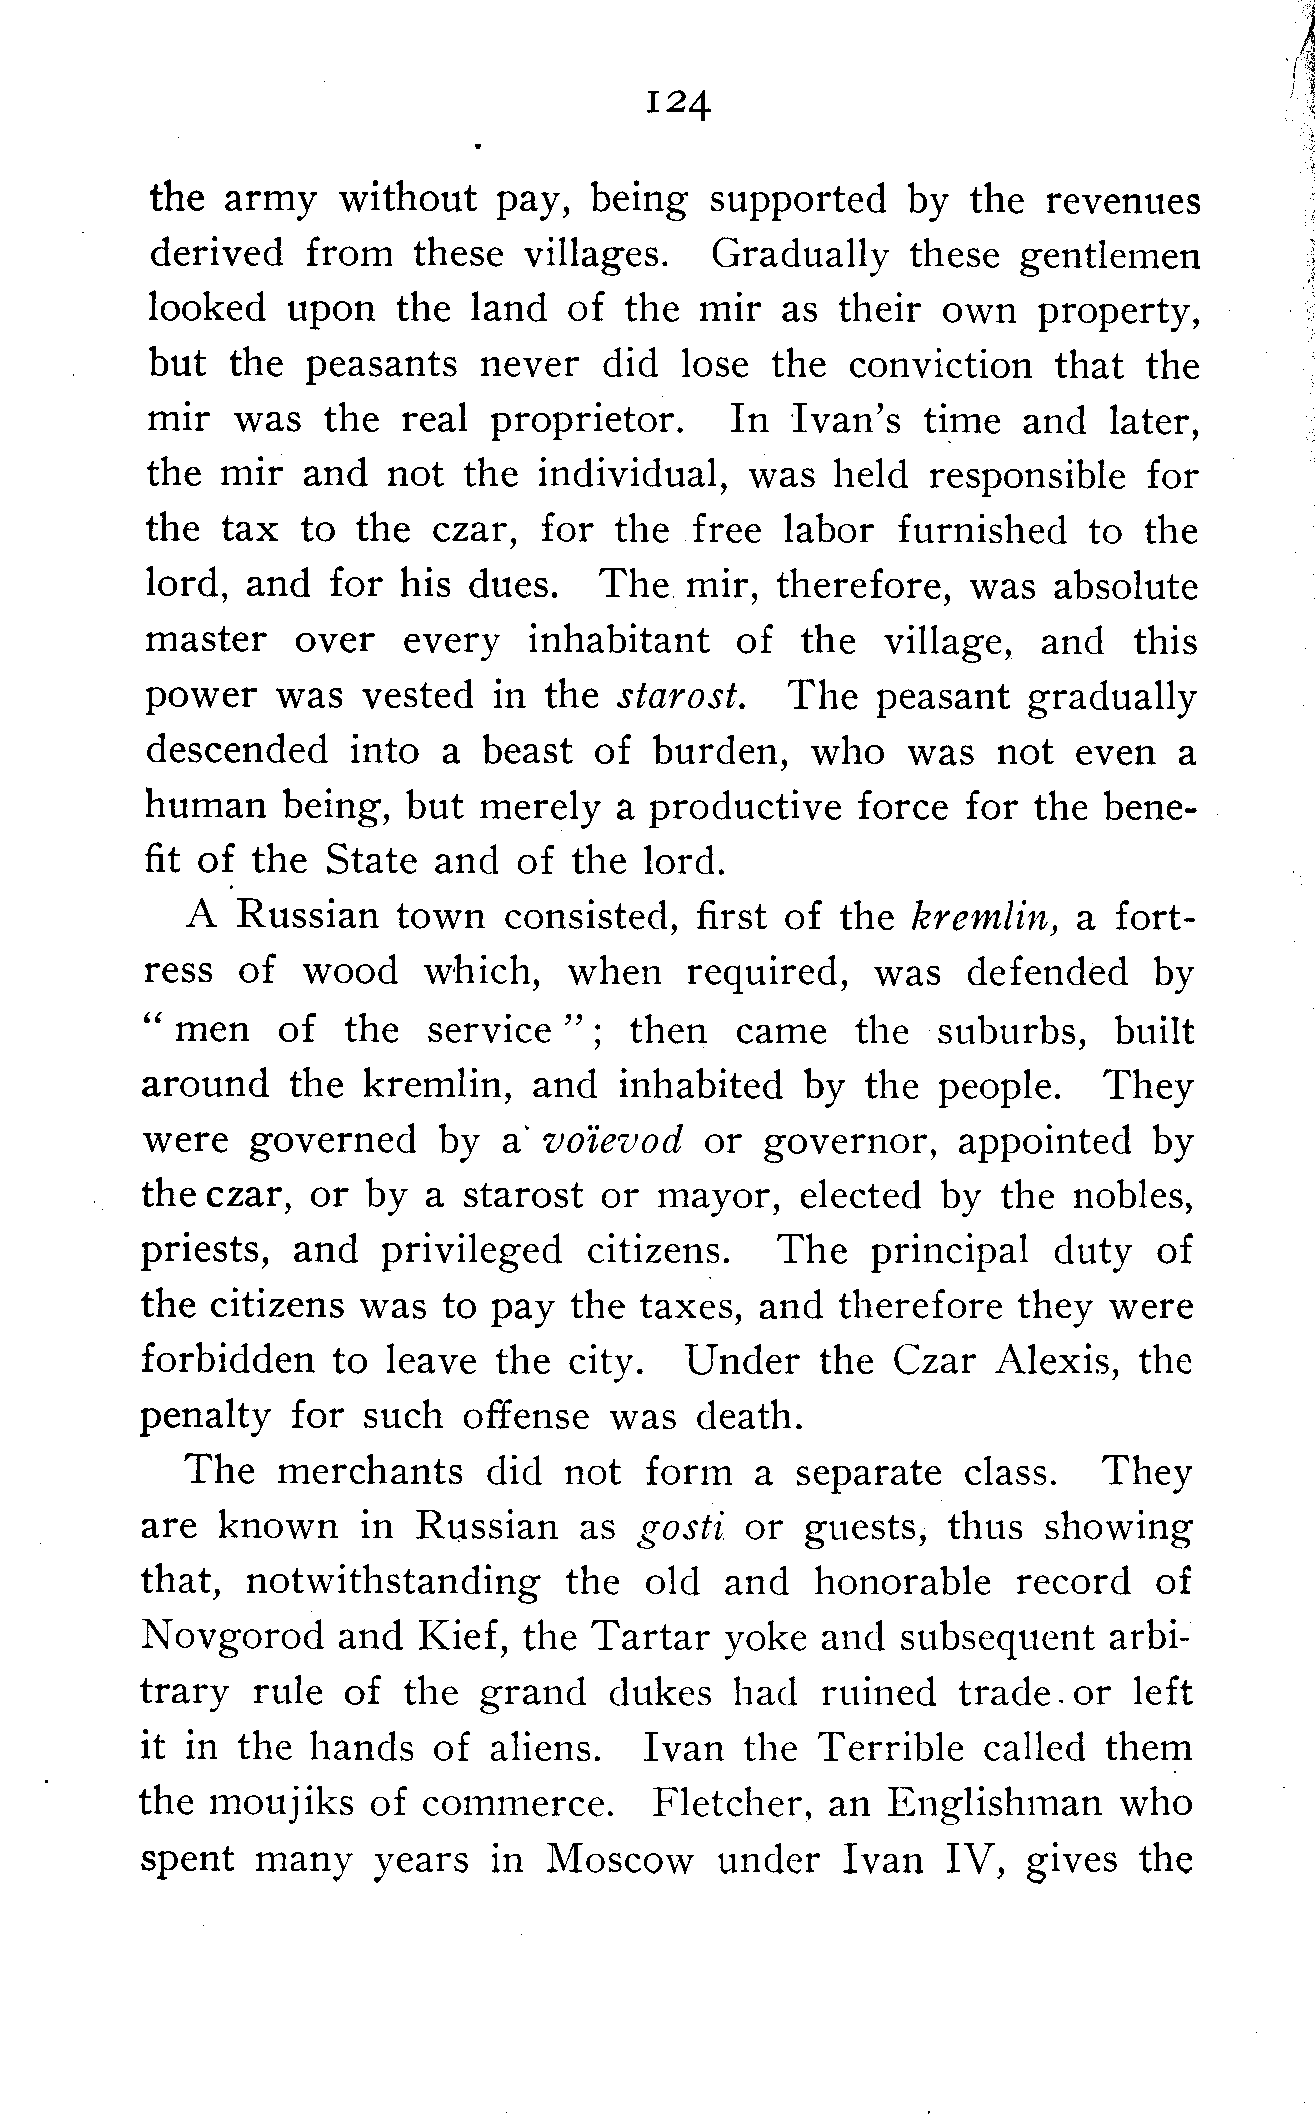 124
the army without pay, being supported by the revenues
derived from these villages. Gradually these gentlemen
looked upon the land of the mir as their own property,
but the peasants never did lose the conviction that the
mir was the real proprietor. In Ivan's time and later,
the mir and not the individual, was held responsible for
the tax to the czar, for the free labor furnished to the
lord, and for his dues. The mir, therefore, was absolute
master over every inhabitant of the village, and this
power was vested in the starost. The peasant gradually
descended into a beast of burden, who was not even a
human being, but merely a productive force for the bene-
fit of the State and of the lord.
A Russian town consisted, first of the kremlin, a fort-
ress of wood which, when required, was defended by
“ men of the service ” ; then came the suburbs, built
around the kremlin, and inhabited by the people. They
were governed by a voïevod or governor, appointed by
the czar, or by a starost or mayor, elected by the nobles,
priests, and privileged citizens. The principal duty of
the citizens was to pay the taxes, and therefore they were
forbidden to leave the city. Under the Czar Alexis, the
penalty for such offense was death.
The merchants did not form a separate class. They
are known in Russian as gosti or guests, thus showing
that, notwithstanding the old and honorable record of
Novgorod and Kief, the Tartar yoke and subsequent arbi-
trary rule of the grand dukes had ruined trade or left
it in the hands of aliens. Ivan the Terrible called them
the moujiks of commerce. Fletcher, an Englishman who
spent many years in Moscow under Ivan IV, gives the